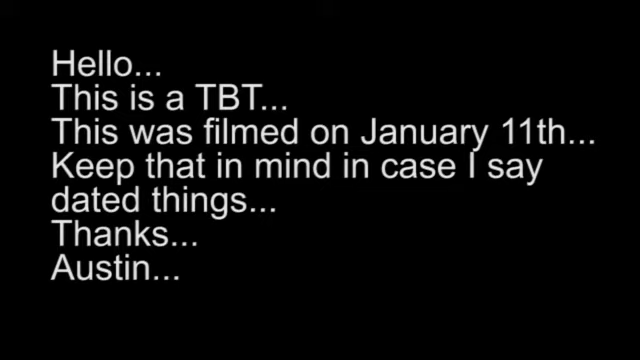 Hello...
This is a TBT...
This was filmed on January 11th...
Keep that in mind in case I say
dated things...
Thanks...
Austin...